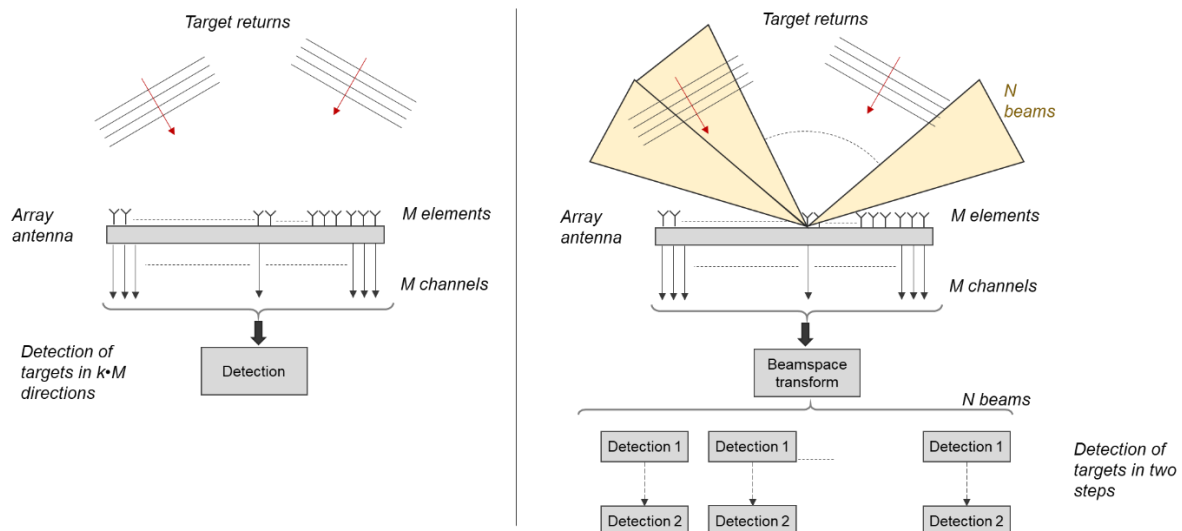 Target returns
Array
antenna
M elements
M channels
Detection of
targets in k•M
directions
Detection
Target returns
N
beams
Array
antenna
M elements
M channels
Beamspace
transform
N beams
Detection 1
Detection 1
Detection 1
Detection of
targets in two
steps
Detection 2
Detection 2
Detection 2